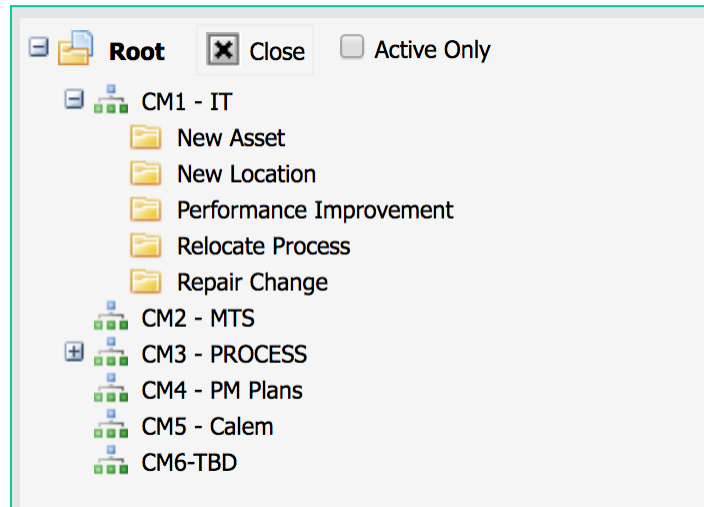 Root Close Active Only
CM1 - IT
New Asset
New Location
Performance Improvement
Relocate Process
Repair Change
CM2 - MTS
CM3 - PROCESS
CM4 - PM Plans
CM5 - Calem
CM6-TBD